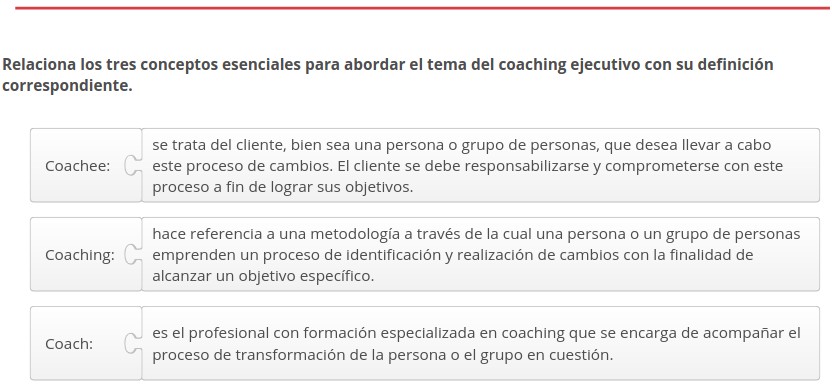 Relaciona los tres conceptos esenciales para abordar el tema del coaching ejecutivo con su definición
correspondiente.
Coachee:
se trata del cliente, bien sea una persona o grupo de personas, que desea llevar a cabo
este proceso de cambios. El cliente se debe responsabilizarse y comprometerse con este
proceso a fin de lograr sus objetivos.
Coaching:
hace referencia a una metodología a través de la cual una persona o un grupo de personas
emprenden un proceso de identificación y realización de cambios con la finalidad de
alcanzar un objetivo específico.
Coach:
es el profesional con formación especializada en coaching que se encarga de acompañar el
proceso de transformación de la persona o el grupo en cuestión.